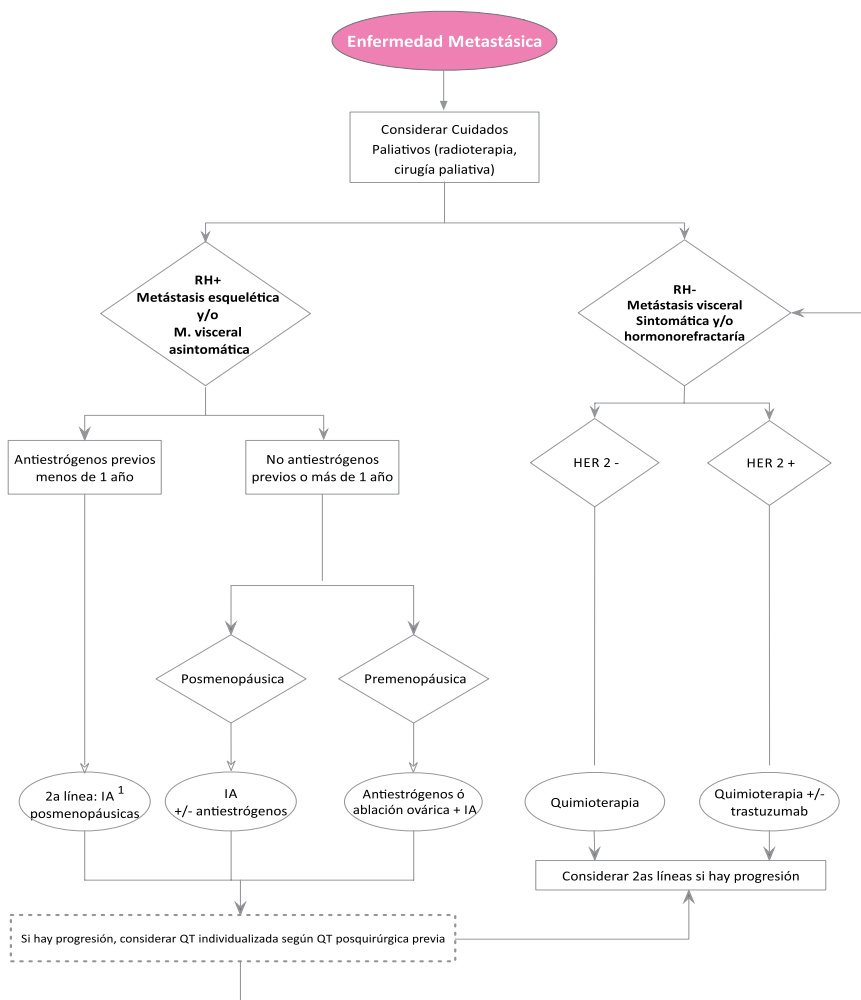 Enfermedad Metastásica
Considerar Cuidados
Paliativos (radioterapia,
cirugía paliativa)
RH+
Metástasis esquelética
y/o
M. visceral
asintomática
RH-
Metástasis visceral
Sintomática y/o
hormonorefractaría
Antiestrógenos previos
menos de 1 año
No antiestrógenos
previos o más de 1 año
HER 2 -
HER 2 +
Posmenopáusica
Premenopáusica
2a línea: IA 1
posmenopáusicas
IA
+/- antiestrógenos
Antiestrógenos ó
ablación ovárica + IA
Quimioterapia
Quimioterapia +/-
trastuzumab
Considerar 2as líneas si hay progresión
Si hay progresión, considerar QT individualizada según QT posquirúrgica previa